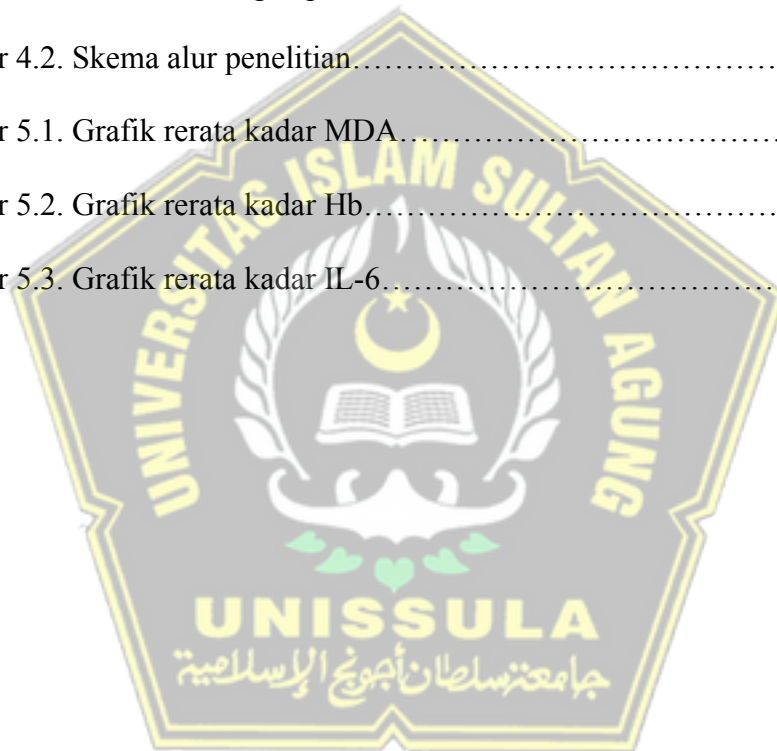 r 4.2. Skema alur penelitian……………………………………
r 5.1. Grafik rerata kadar MDA………………………………
r 5.2. Grafik rerata kadar Hb…………………………………
r 5.3. Grafik rerata kadar IL-6…………………………………
UNIVERSITAS ISLAM SULTAN AGUNG
UNISSULA
جامعة سلطان أجونج الإسلامية